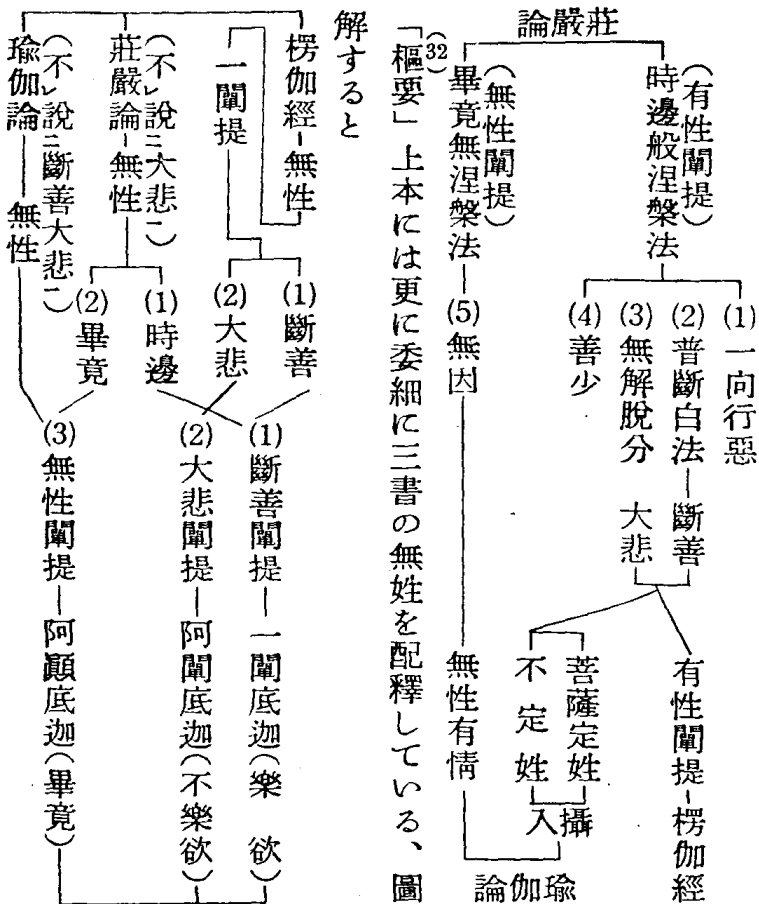 莊嚴論
(有性闡提)
時邊般涅槃法
(1)一向行惡
(2)普斷白法 斷善
(3)無解脫分 大悲
(4)善少
有性闡提 楞伽經
菩薩定姓
不定姓
攝入
瑜伽論
(無性闡提)
畢竟無涅槃法
(5)無因
無性有情
(32)
「樞要」上本には更に委細に三書の無姓を配釋している、圖
解すると
楞伽經 無性
一闡提
(1)斷善
(2)大悲
(不レ說二大悲一)
莊嚴論 無性
(1)時邊
(2)畢竟
(不レ說二斷善大悲一)
瑜伽論 無性
(1)斷善闡提 一闡底迦(樂欲)
(2)大悲闡提 阿闡底迦(不樂欲)
(3)無性闡提 阿顚底迦(畢竟)